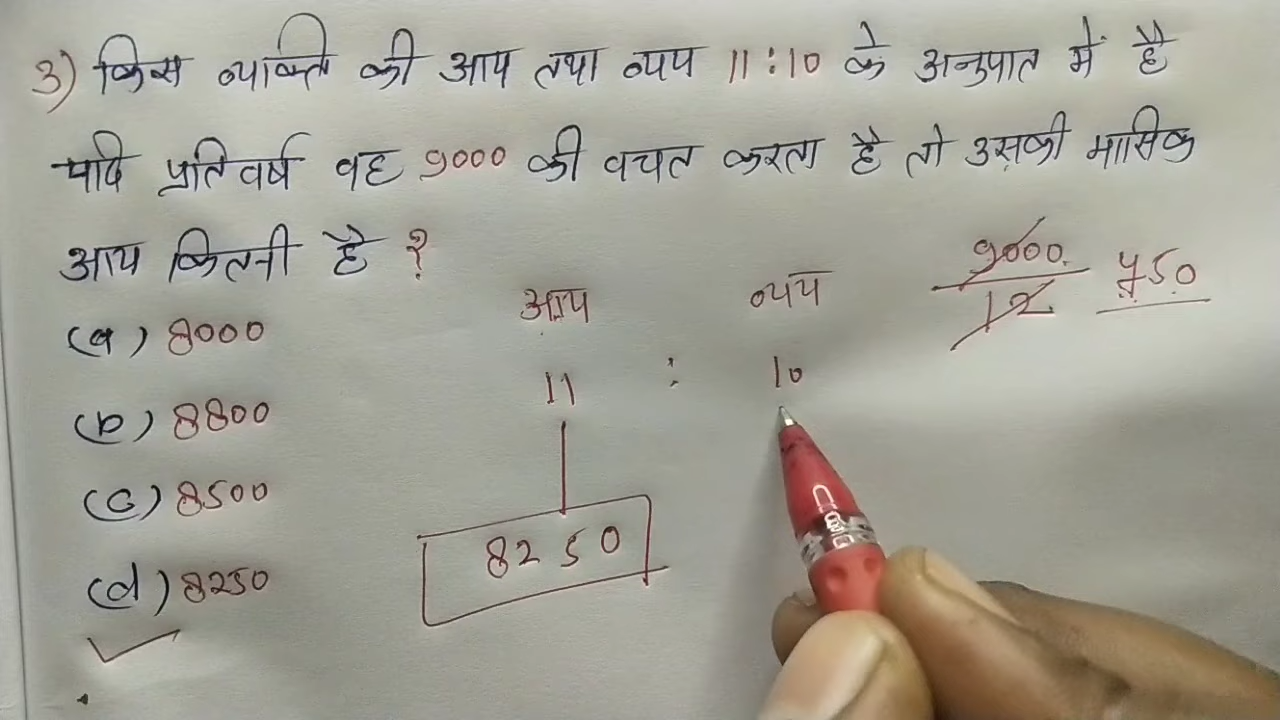 3) किस व्यक्ति की आय तथा व्यय 11:10 के अनुपात में है
यदि प्रतिवर्ष वह 9000 की वचत करता है तो उसकी मासिक
आय कितनी है ?
(a) 8000
(b) 8800
(c) 8500
(d) 8250
आय व्यय
11 : 10
8250
9000
12
750